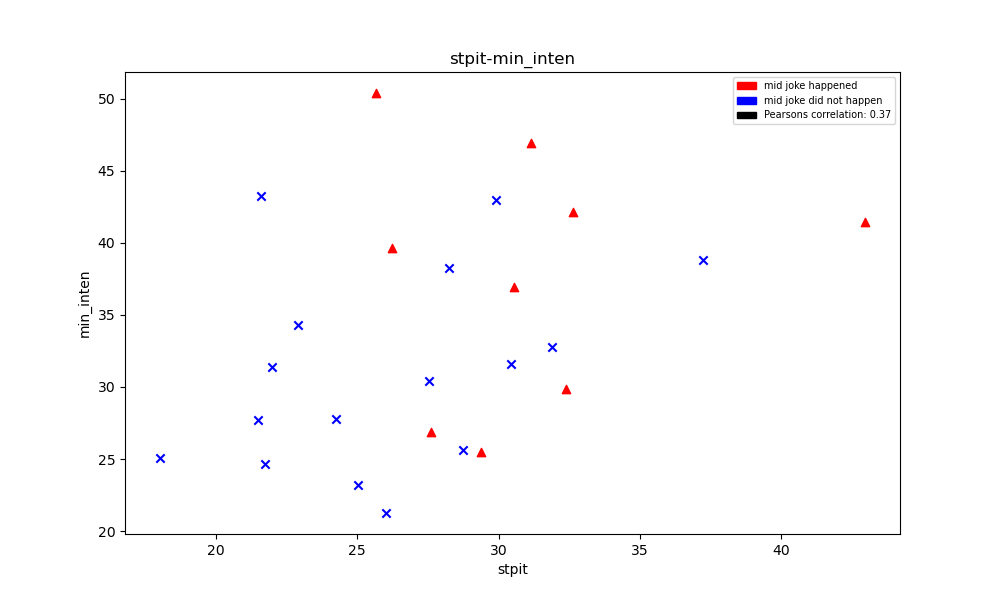 stpit-min_inten
mid joke happened
mid joke did not happen
Pearsons correlation: 0.37
50
45
40
35
30
25
20
min_inten
20 25 30 35 40
stpit